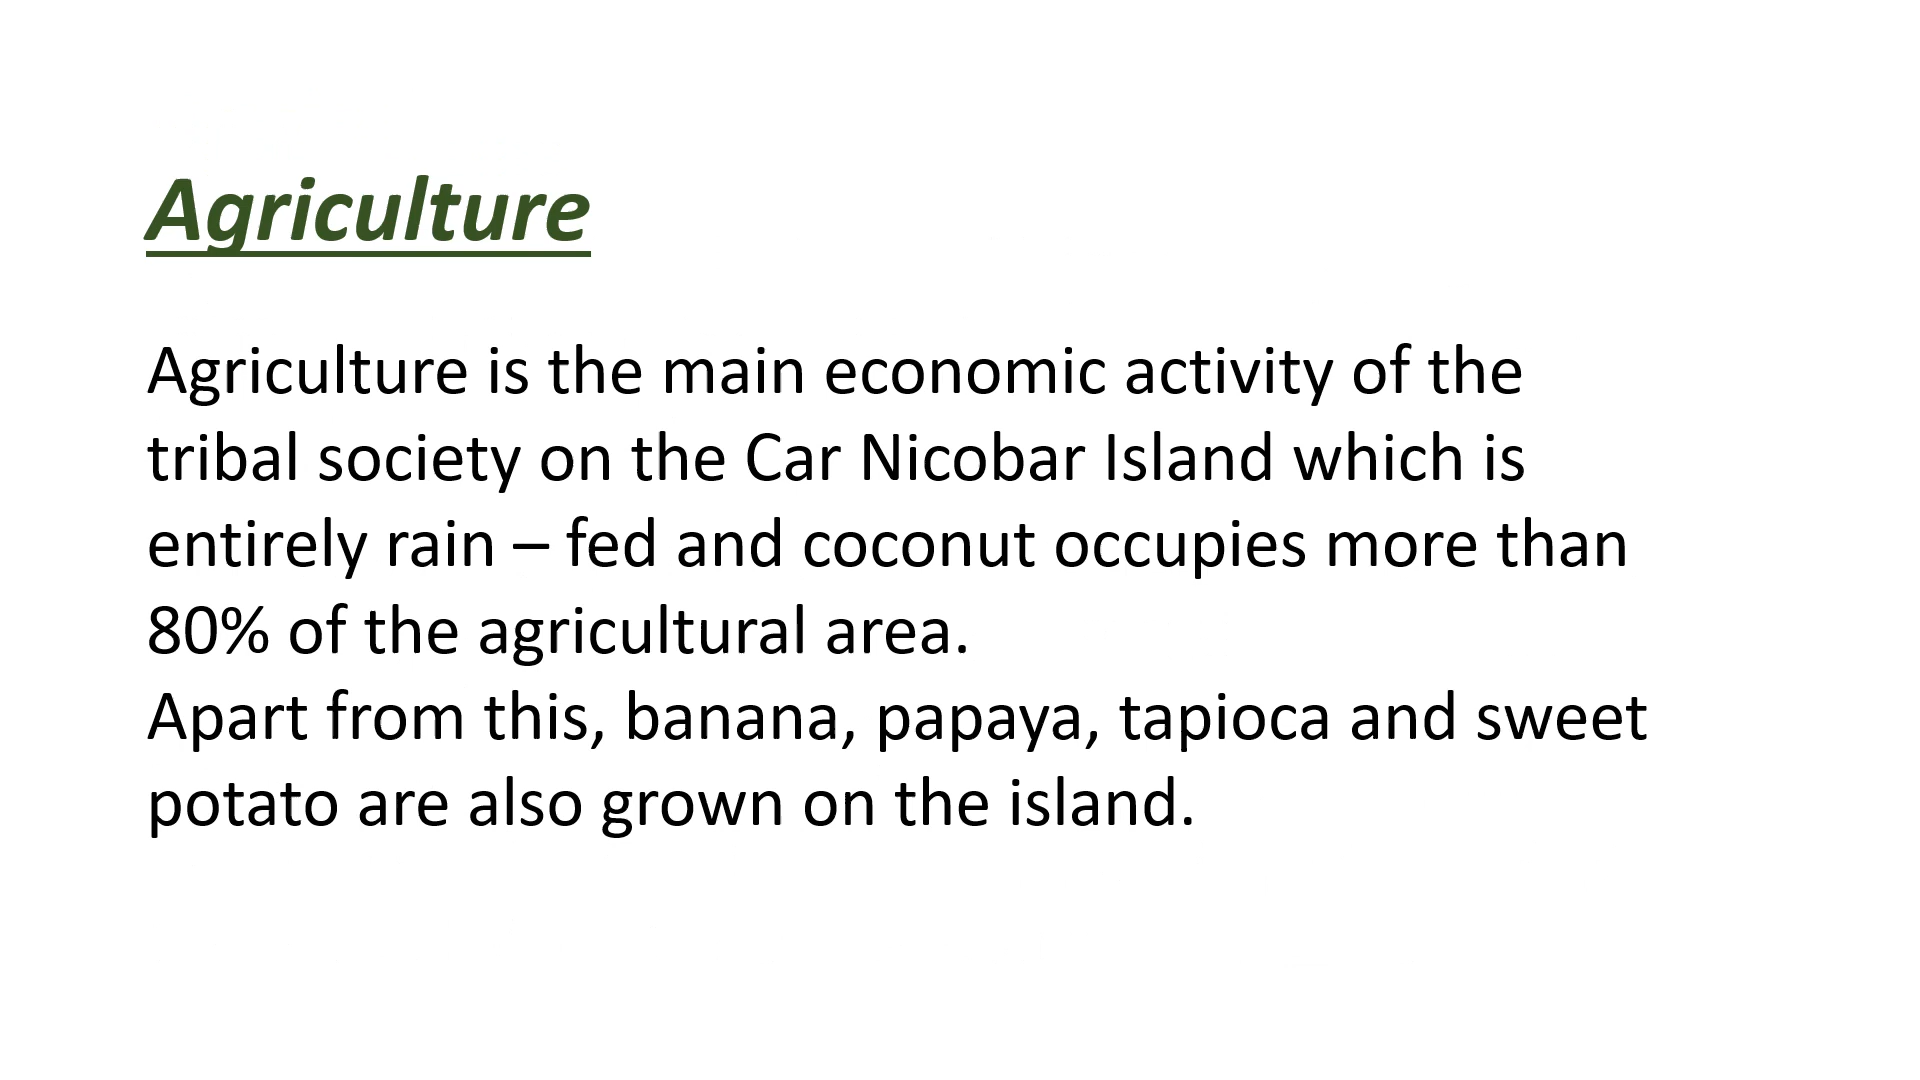 Agriculture
Agriculture is the main economic activity of the
tribal society on the Car Nicobar Island which is
entirely rain – fed and coconut occupies more than
80% of the agricultural area.
Apart from this, banana, papaya, tapioca and sweet
potato are also grown on the island.